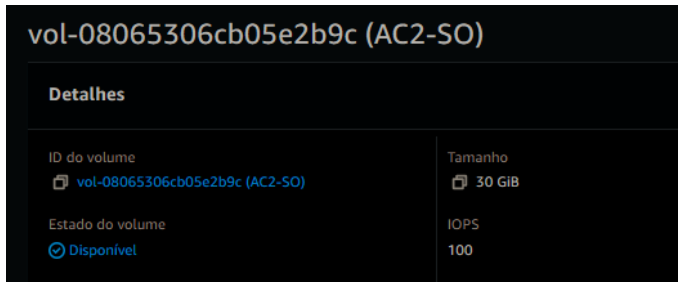 vol-08065306cb05e2b9c (AC2-SO)
Detalhes
ID do volume
vol-08065306cb05e2b9c (AC2-SO)
Tamanho
30 GiB
Estado do volume
Disponível
IOPS
100